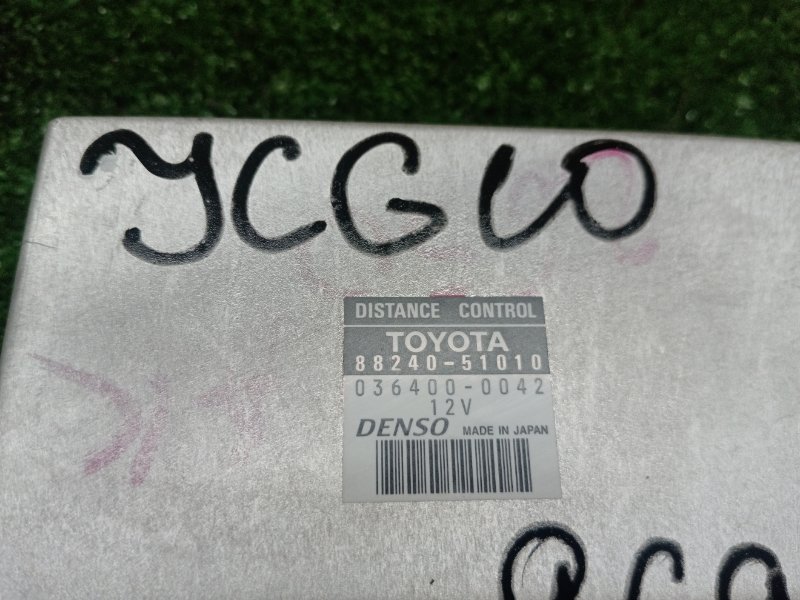 JCG10
DISTANCE CONTROL
TOYOTA
88240-51010
036400-0042
12V
DENSO MADE IN JAPAN